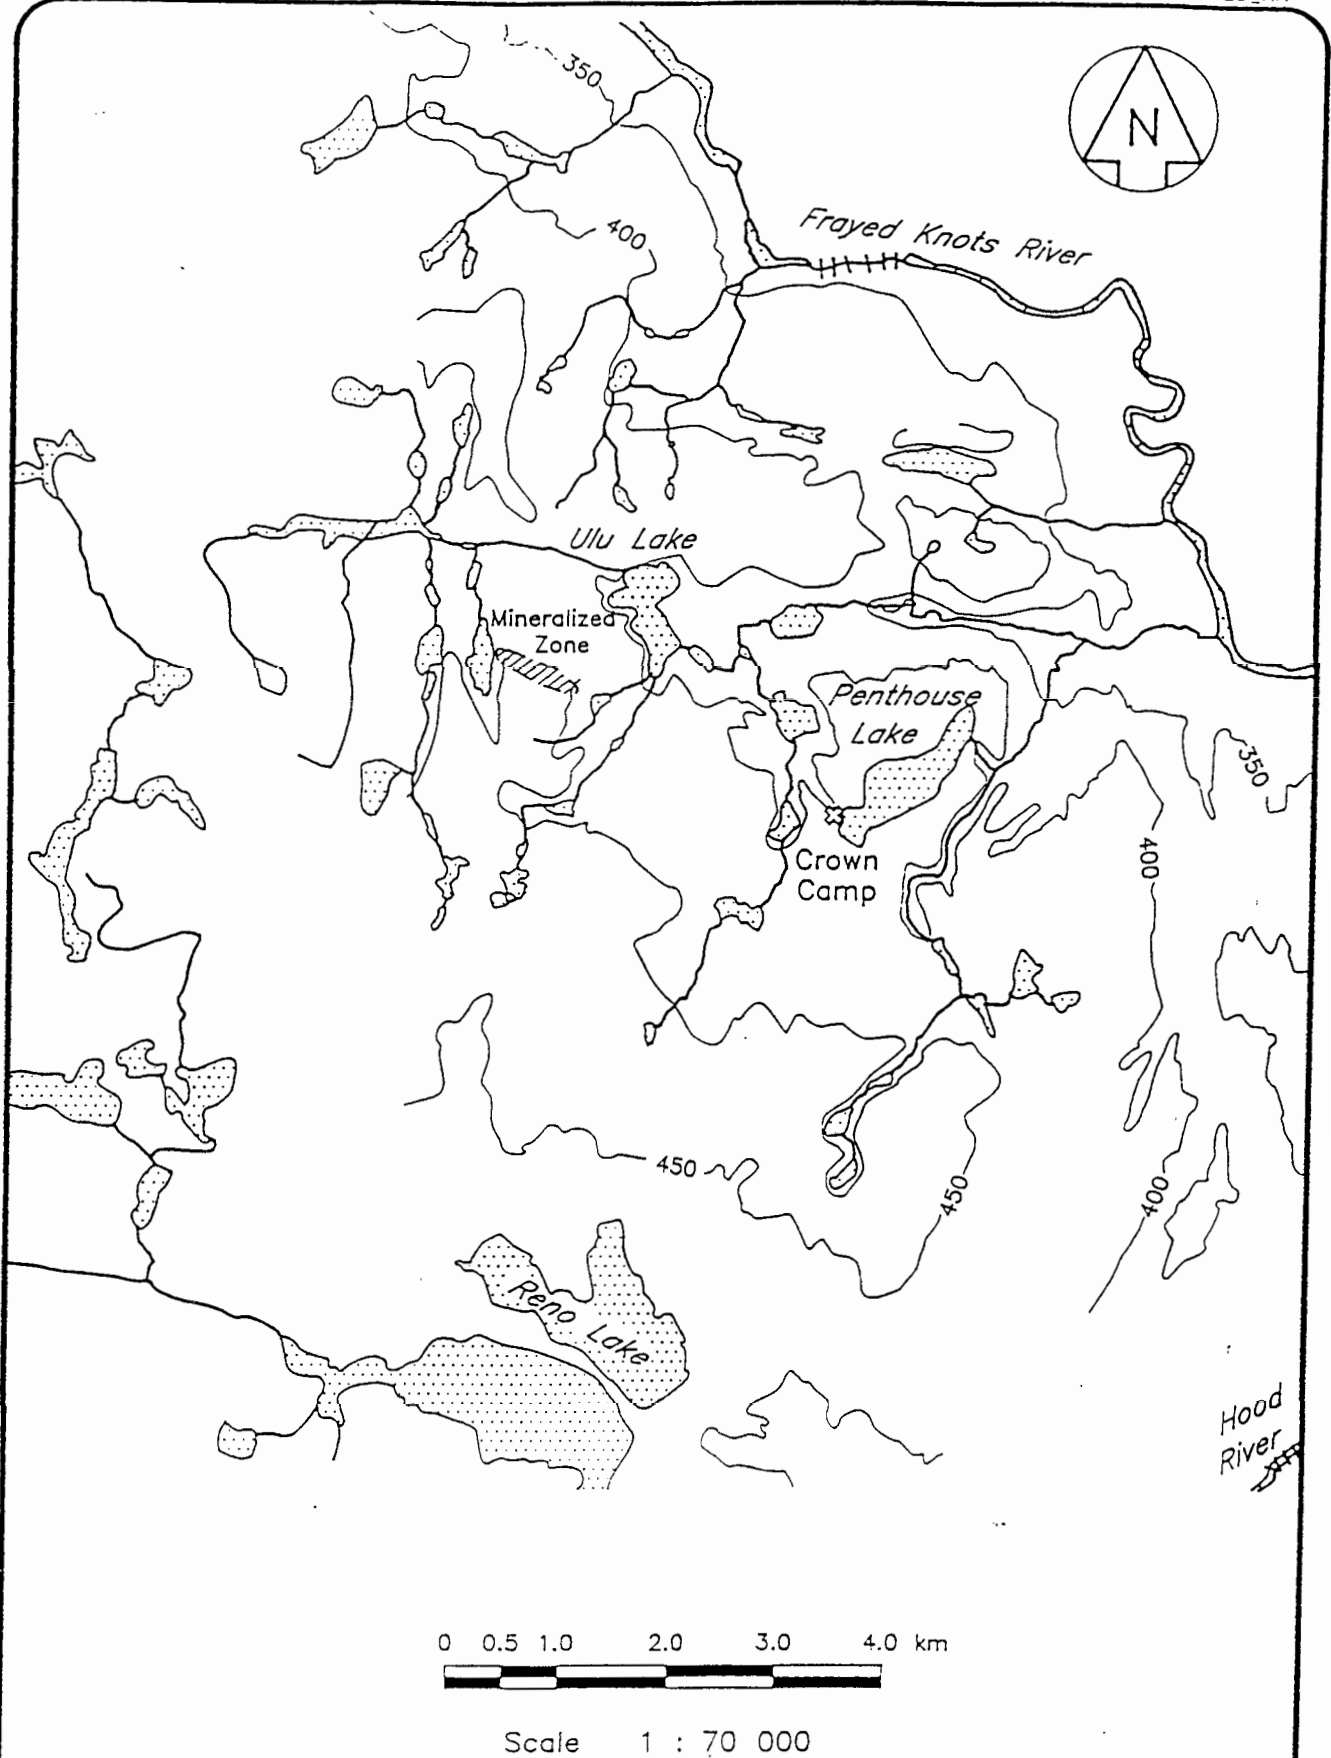 350
N
400
Frayed Knots River
Ulu Lake
Mineralized
Zone
Penthouse
Lake
350
400
Crown
Camp
450
450
400
Reno Lake
Hood
River
0 0.5 1.0 2.0 3.0 4.0 km
Scale 1 : 70 000